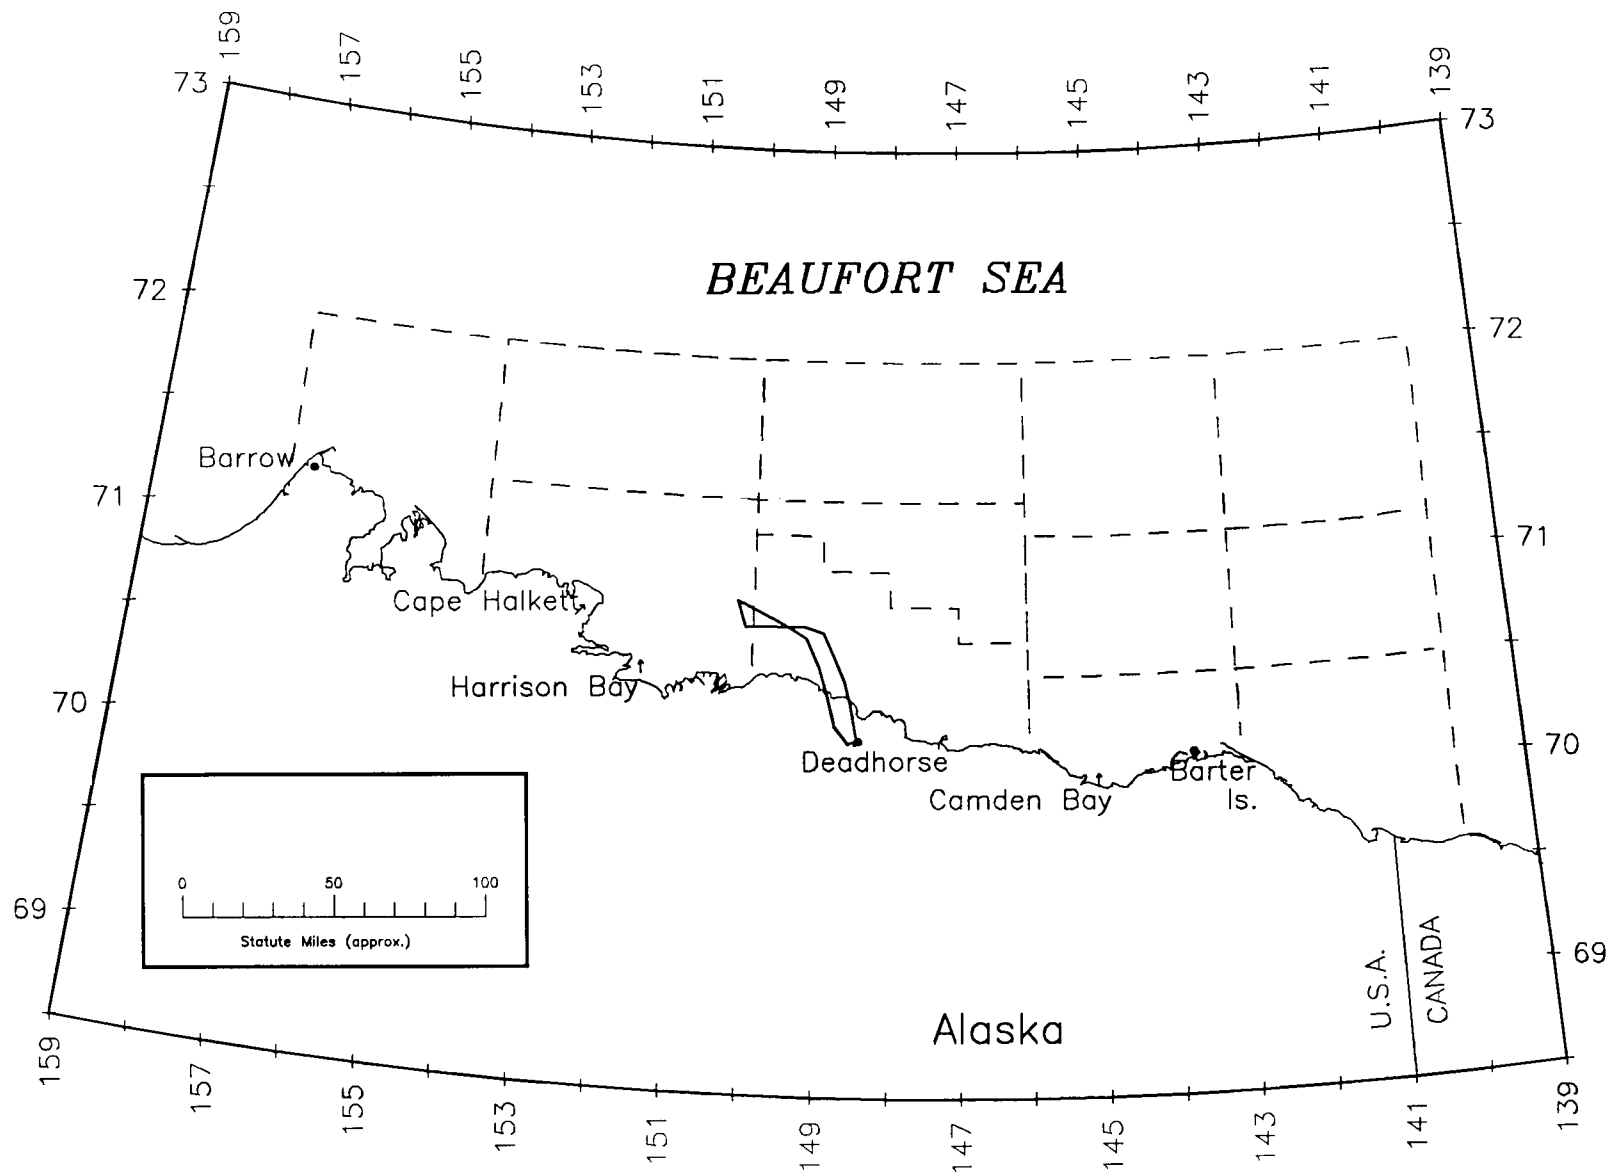 159
157
155
153
151
149
147
145
143
141
139
73
73
BEAUFORT SEA
72
72
Barrow
71
71
Cape Halkett
Harrison Bay
70
70
Deadhorse
Barter
Is.
Camden Bay
0 50 100
Statute Miles (approx.)
69
69
U.S.A.
CANADA
Alaska
159
157
155
153
151
149
147
145
143
141
139